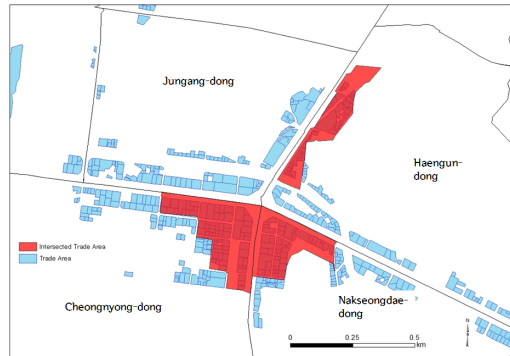 Jungang-dong
Haengun-
dong
Intersected Trade Area
Trade Area
Cheongnyong-dong
Nakseongdae-
dong
N
0 0.25 0.5
km